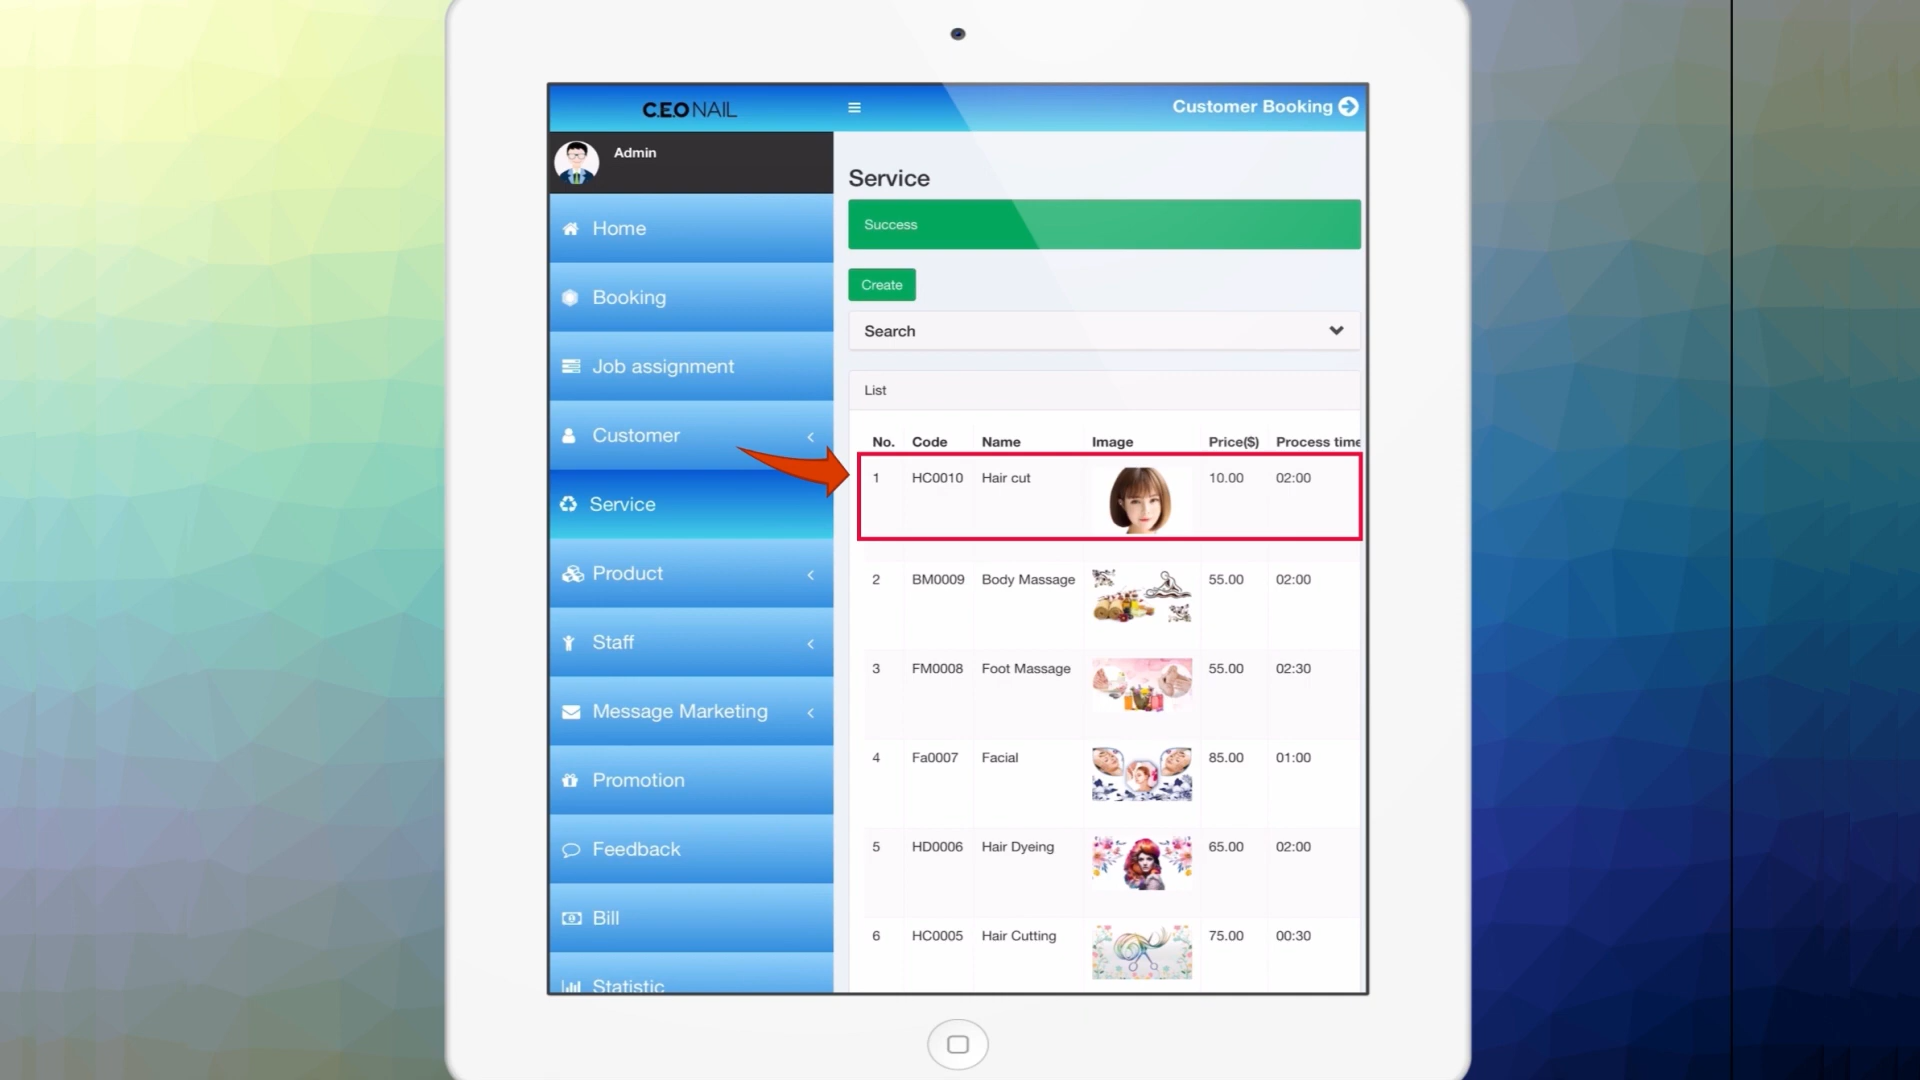 C.E.O NAIL
Customer Booking
Admin
Home
Booking
Job assignment
Customer
Service
Product
Staff
Message Marketing
Promotion
Feedback
Bill
Statistic
Service
Success
Create
Search
List
No. Code Name Image Price($) Process time
1 HC0010 Hair cut 10.00 02:00
2 BM0009 Body Massage 55.00 02:00
3 FM0008 Foot Massage 55.00 02:30
4 Fa0007 Facial 85.00 01:00
5 HD0006 Hair Dyeing 65.00 02:00
6 HC0005 Hair Cutting 75.00 00:30